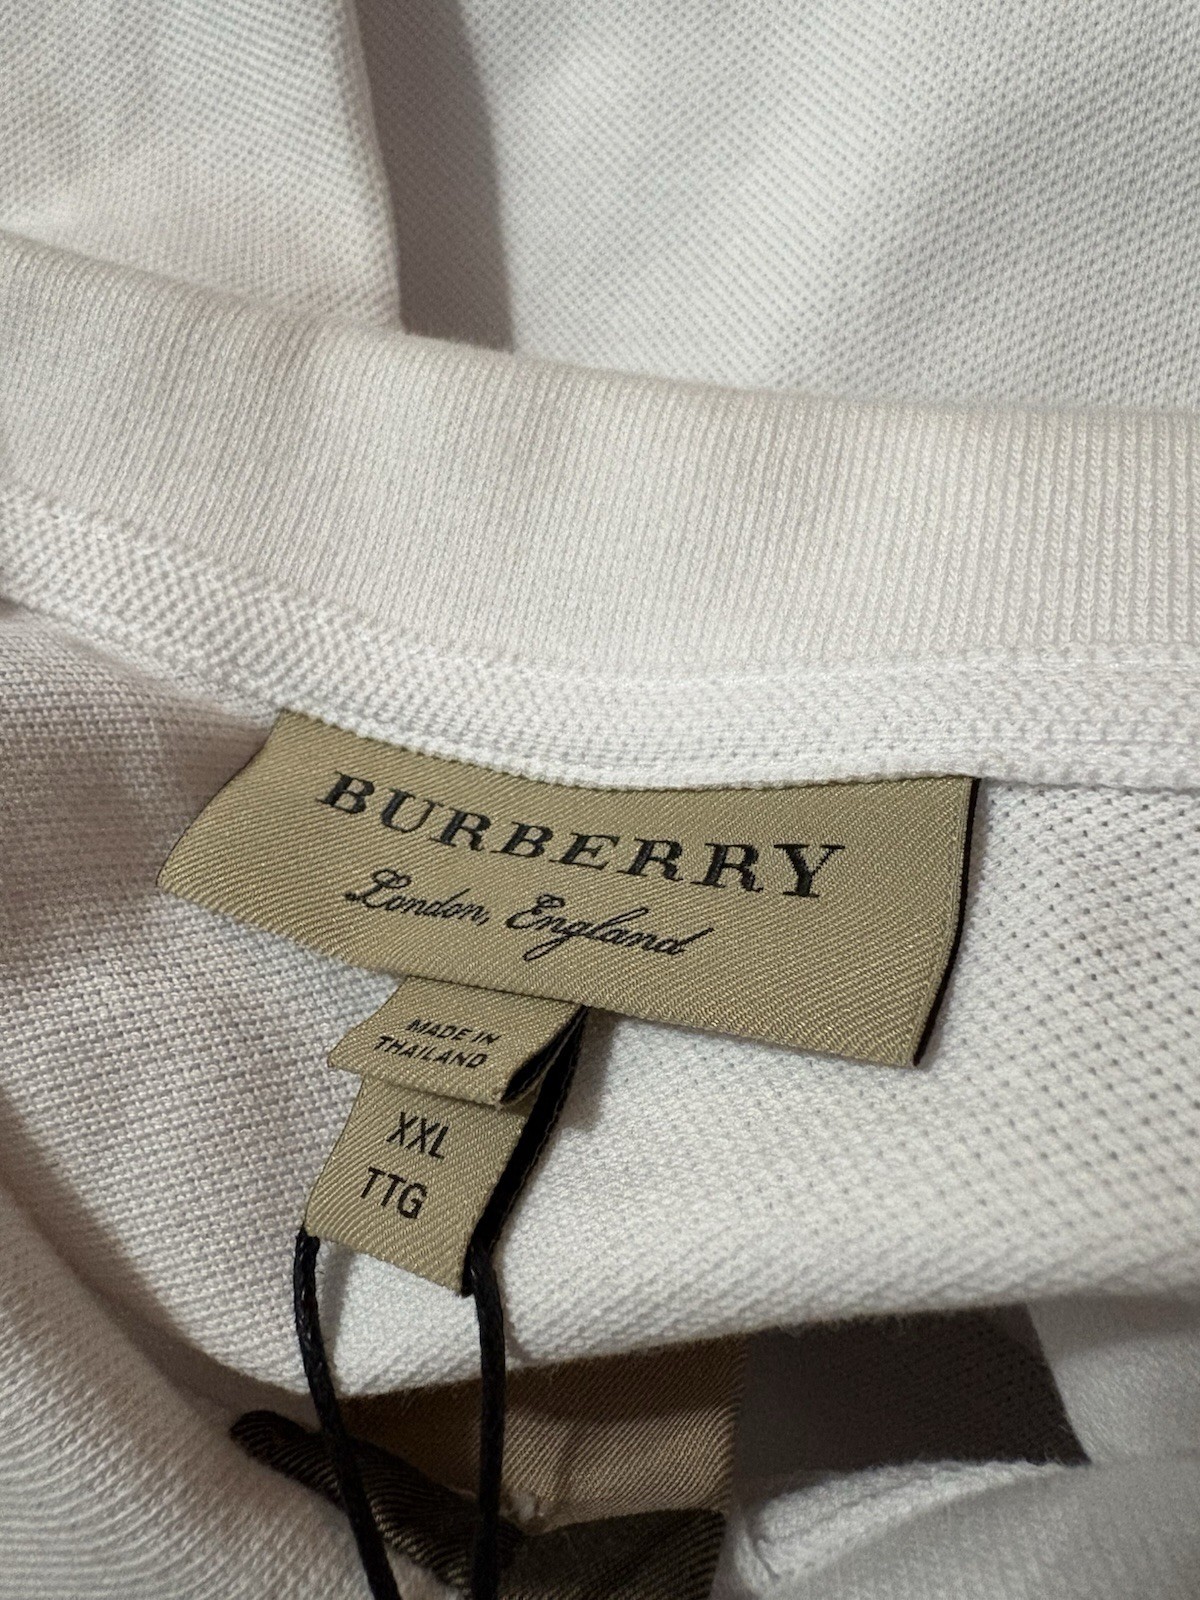 BURBERRY
London, England
MADE IN
THAILAND
XXL
TTG